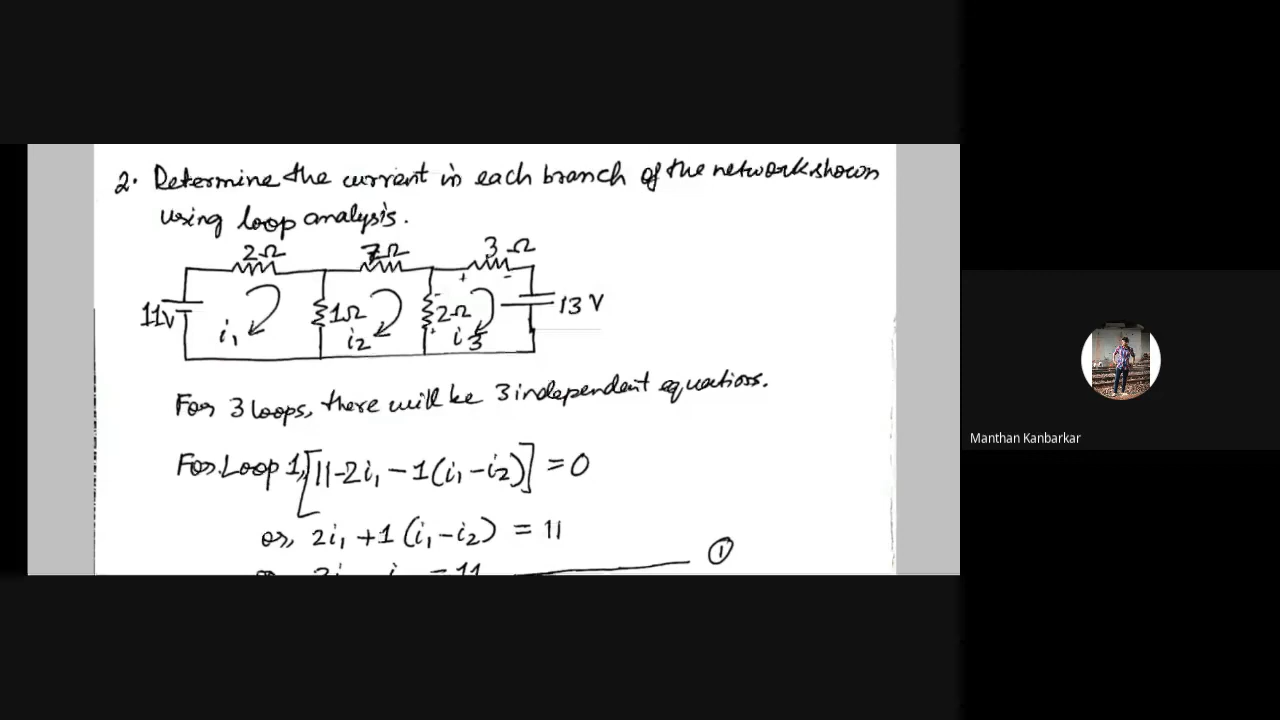 2. Determine the current in each branch of the network shown
using loop analysis.
2Ω 7Ω 3Ω
11V 1Ω 2Ω 13 V
i₁ i₂ i₃
+ - - +
For 3 loops, there will be 3 independent equations.
For Loop 1, [11-2i₁ - 1(i₁-i₂)] = 0
or, 2i₁ + 1 (i₁-i₂) = 11
= 11 ①
Manthan Kanbarkar